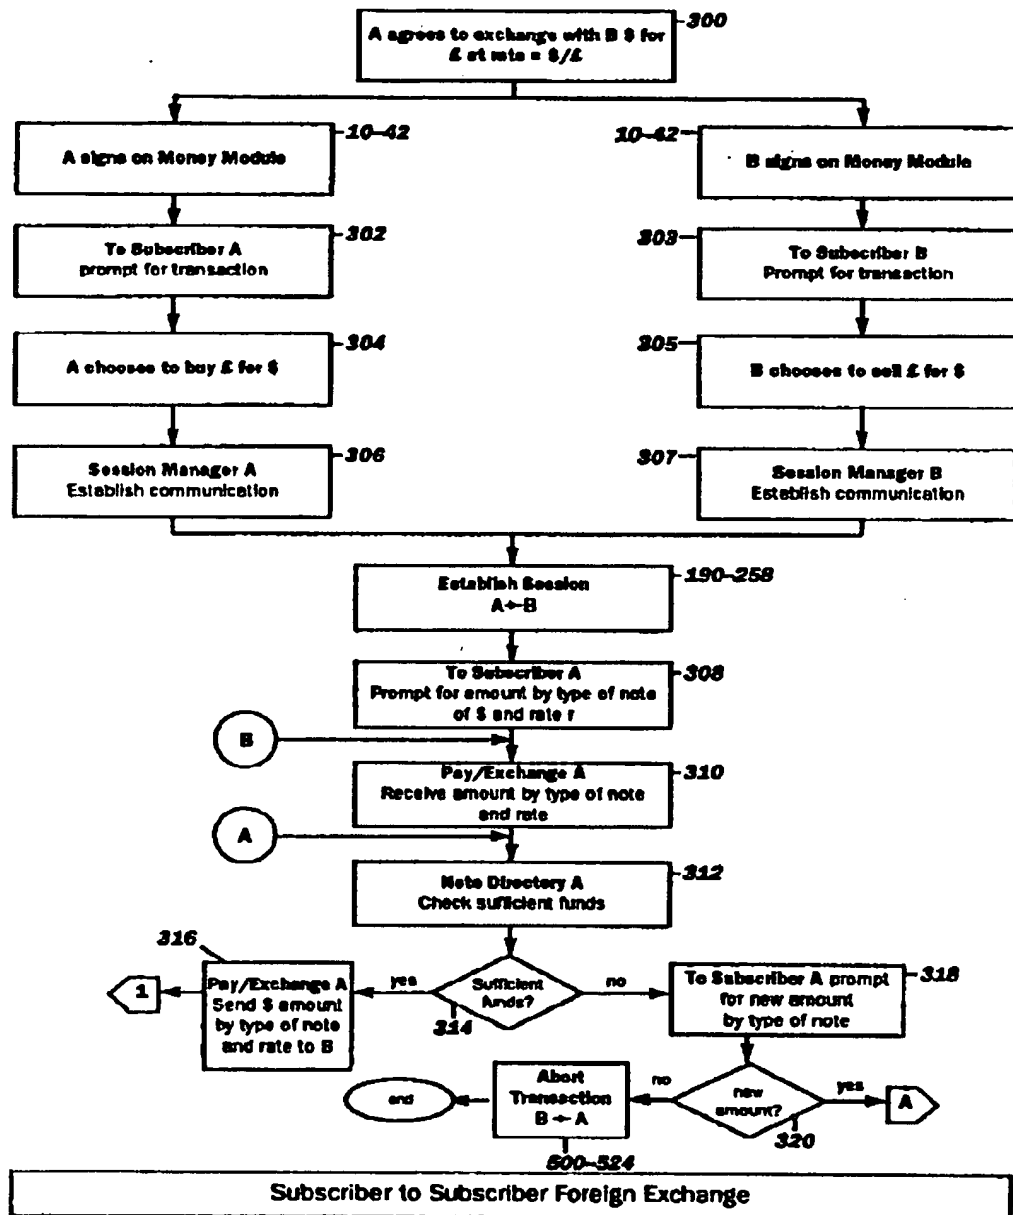 300
A agrees to exchange with B $ for
£ at rate = $/£
10–42
A signs on Money Module
10–42
B signs on Money Module
302
To Subscriber A
prompt for transaction
303
To Subscriber B
Prompt for transaction
304
A chooses to buy £ for $
305
B chooses to sell £ for $
306
Session Manager A
Establish communication
307
Session Manager B
Establish communication
190–258
Establish Session
A↔B
308
To Subscriber A
Prompt for amount by type of note
of $ and rate r
B
310
Pay/Exchange A
Receive amount by type of note
and rate
A
312
Note Directory A
Check sufficient funds
316
1
Pay/Exchange A
Send $ amount
by type of note
and rate to B
yes
Sufficient
funds?
314
no
318
To Subscriber A prompt
for new amount
by type of note
end
Abort
Transaction
B ↔ A
500–524
no
new
amount?
320
yes
A
Subscriber to Subscriber Foreign Exchange